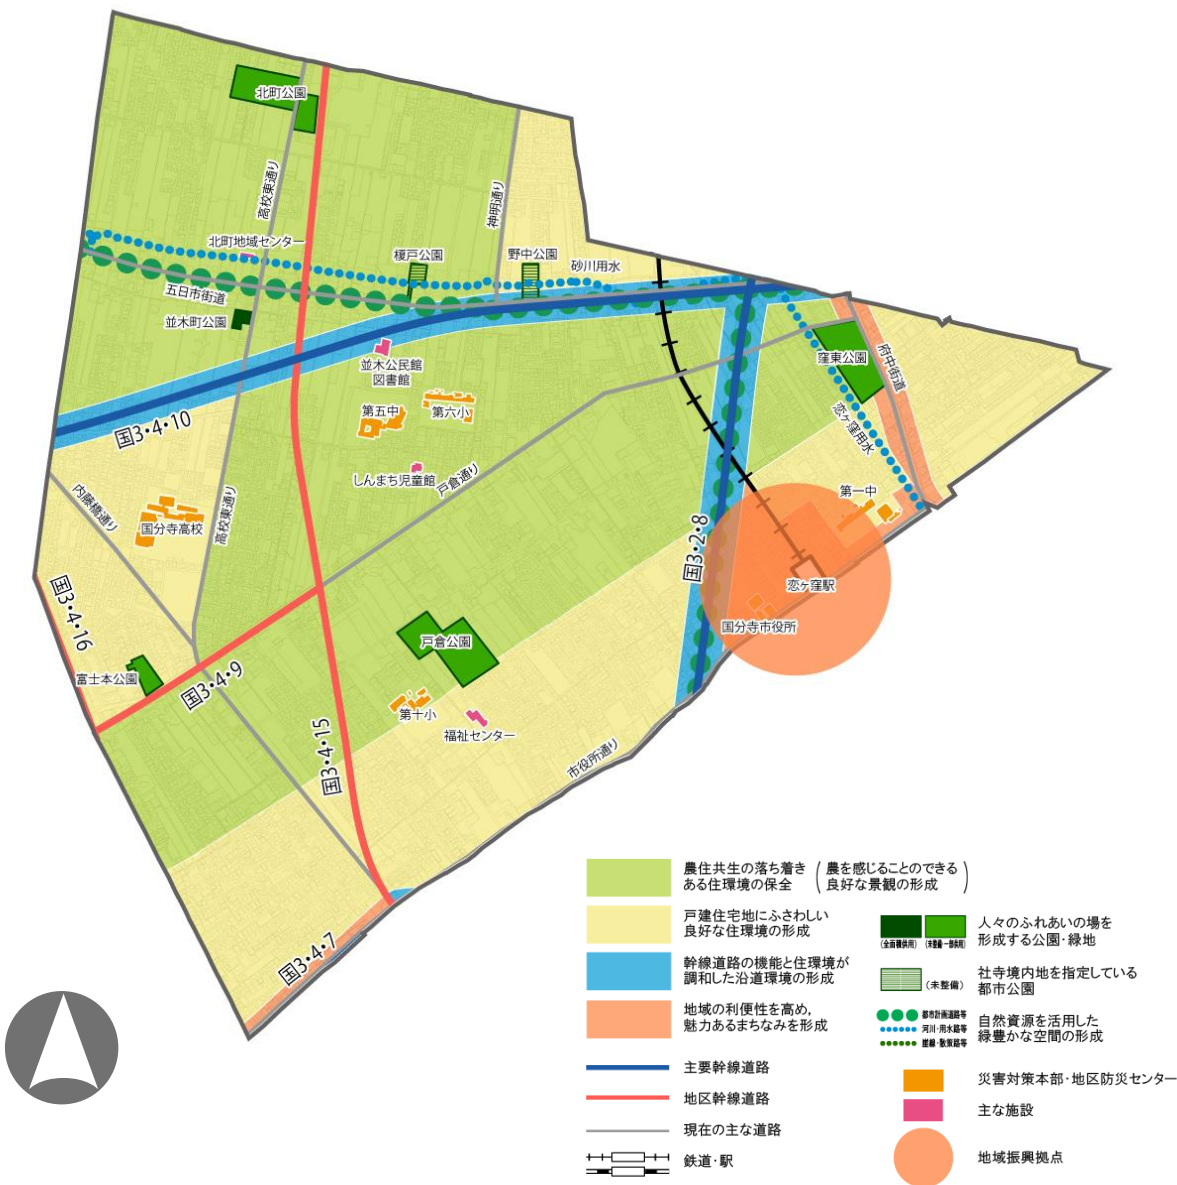 北町公園
高校東通り
神明通り
北町地域センター
榎戸公園
野中公園
砂川用水
五日市街道
並木町公園
並木公民館
図書館
窪東公園
府中街道
恋ヶ窪用水
国3・4・10
第五中
第六小
しんまち児童館
戸倉通り
内藤橋通り
国分寺高校
高校東通り
第一中
国3・2・8
恋ヶ窪駅
国分寺市役所
国3・4・16
富士本公園
国3・4・9
戸倉公園
第十小
福祉センター
国3・4・15
市役所通り
国3・4・7
農住共生の落ち着き
ある住環境の保全
(農を感じることのできる
良好な景観の形成)
戸建住宅地にふさわしい
良好な住環境の形成
幹線道路の機能と住環境が
調和した沿道環境の形成
地域の利便性を高め,
魅力あるまちなみを形成
主要幹線道路
地区幹線道路
現在の主な道路
鉄道・駅
(全面積供用)
(未整備・一部供用)
人々のふれあいの場を
形成する公園・緑地
(未整備)
社寺境内地を指定している
都市公園
都市計画道路等
河川・用水路等
崖線・散策路等
自然資源を活用した
緑豊かな空間の形成
災害対策本部・地区防災センター
主な施設
地域振興拠点